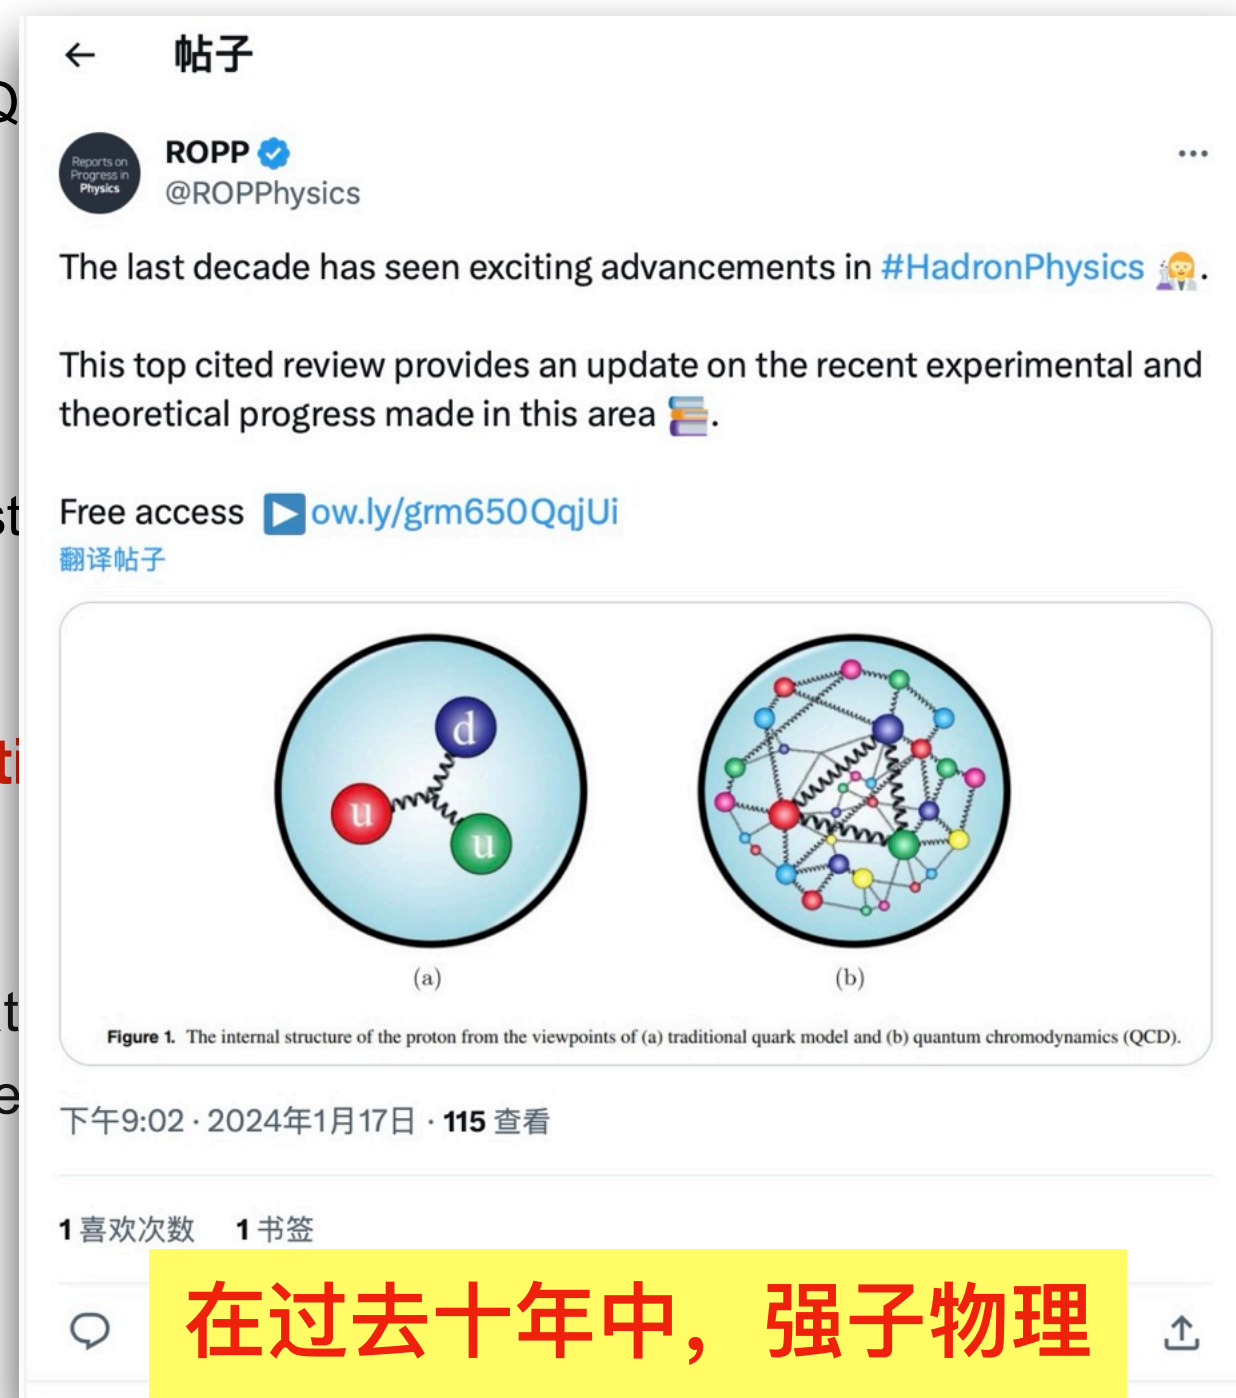 帖子
Reports on
Progress in
Physics
ROPP
@ROPPhysics
The last decade has seen exciting advancements in #HadronPhysics 👩‍🔬.
This top cited review provides an update on the recent experimental and
theoretical progress made in this area 📚.
Free access ▶️ow.ly/grm650QqjUi
翻译帖子
d
u
u
(a)
(b)
Figure 1. The internal structure of the proton from the viewpoints of (a) traditional quark model and (b) quantum chromodynamics (QCD).
下午9:02 · 2024年1月17日 · 115 查看
1 喜欢次数 1 书签
在过去十年中，强子物理